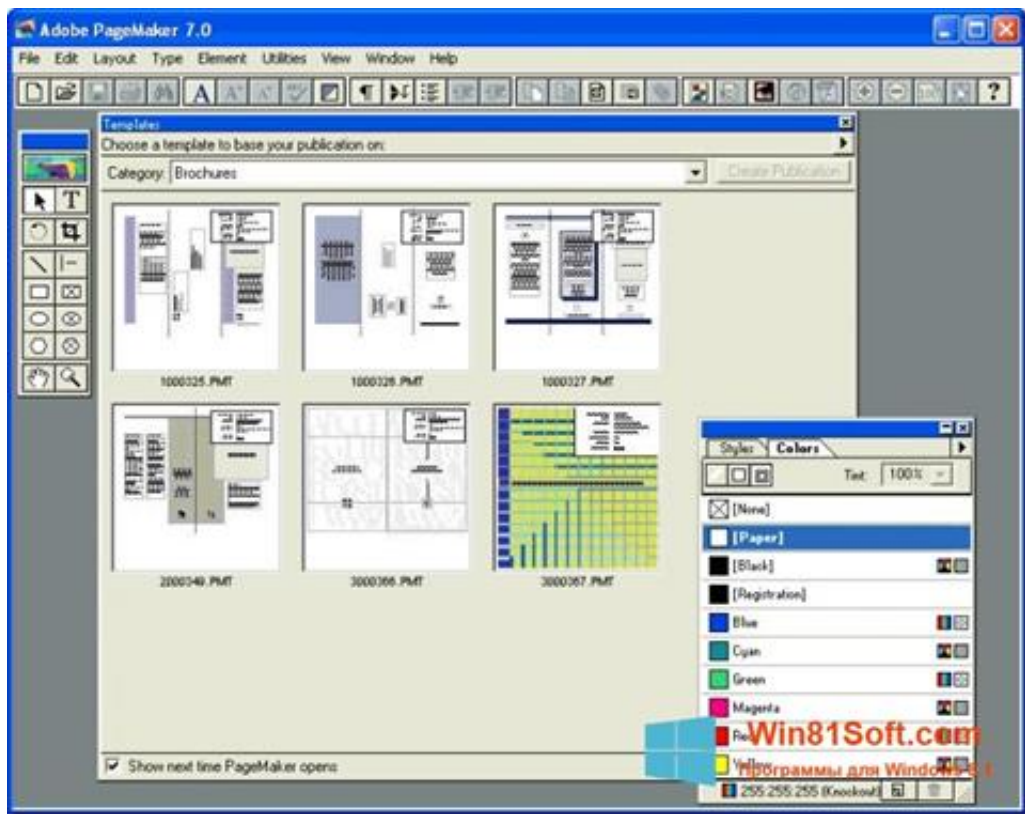 Adobe PageMaker 7.0
File Edit Layout Type Element Utilities View Window Help
Templates
Choose a template to base your publication on:
Category: Brochures
Create Publication
1000325.PMT
1000326.PMT
1000327.PMT
2000349.PMT
3000366.PMT
3000367.PMT
Show next time PageMaker opens
Styles Colors
Tint: 100%
[None]
[Paper]
[Black]
[Registration]
Blue
Cyan
Green
Magenta
Red
Yellow
255:255:255 (Knockout)
Win81Soft.com
Программы для Windows 8.1